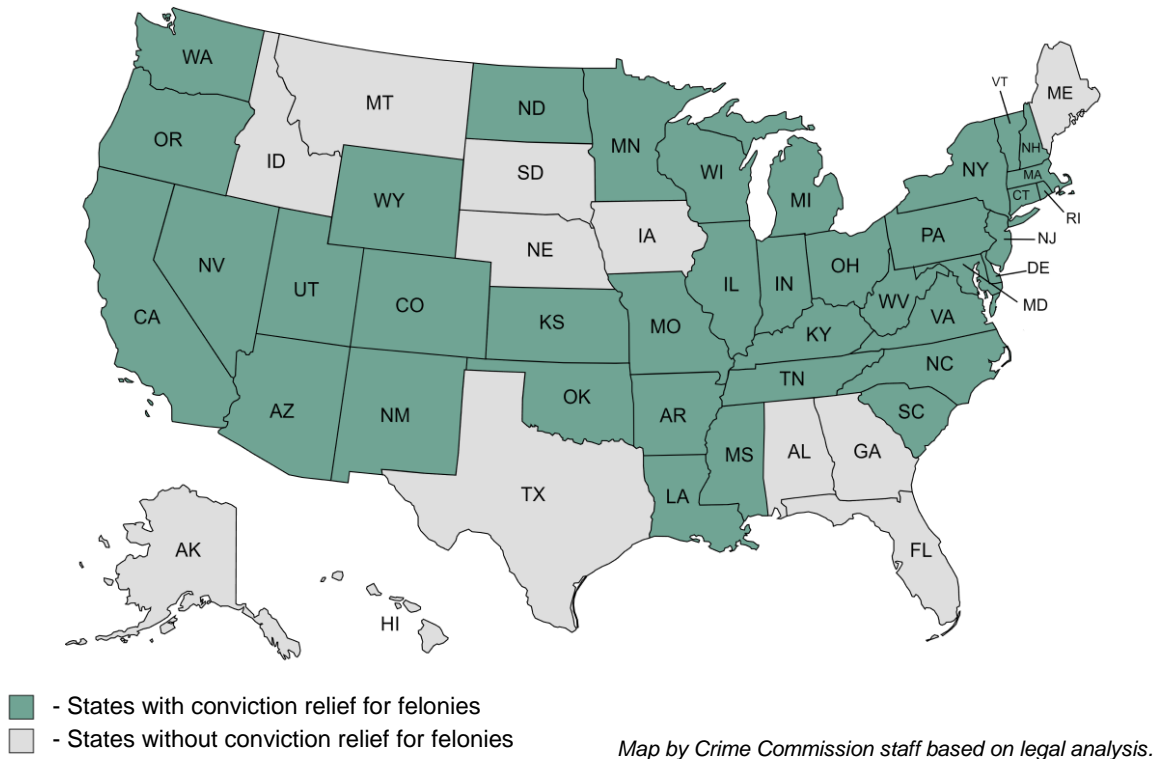 WA
MT
ND
MN
VT
ME
OR
ID
SD
WI
NY
NH
MA
CT
RI
WY
MI
NE
IA
PA
NJ
NV
UT
CO
IL
IN
OH
DE
MD
CA
KS
MO
WV
VA
KY
AZ
NM
OK
AR
TN
NC
SC
MS
AL
GA
TX
LA
AK
FL
HI
- States with conviction relief for felonies
- States without conviction relief for felonies
Map by Crime Commission staff based on legal analysis.